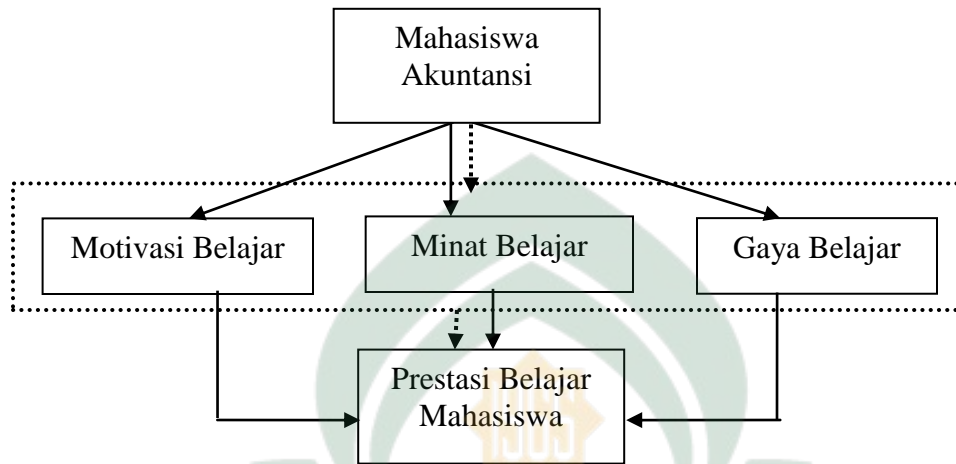 Mahasiswa
Akuntansi
Motivasi Belajar
Minat Belajar
Gaya Belajar
Prestasi Belajar
Mahasiswa